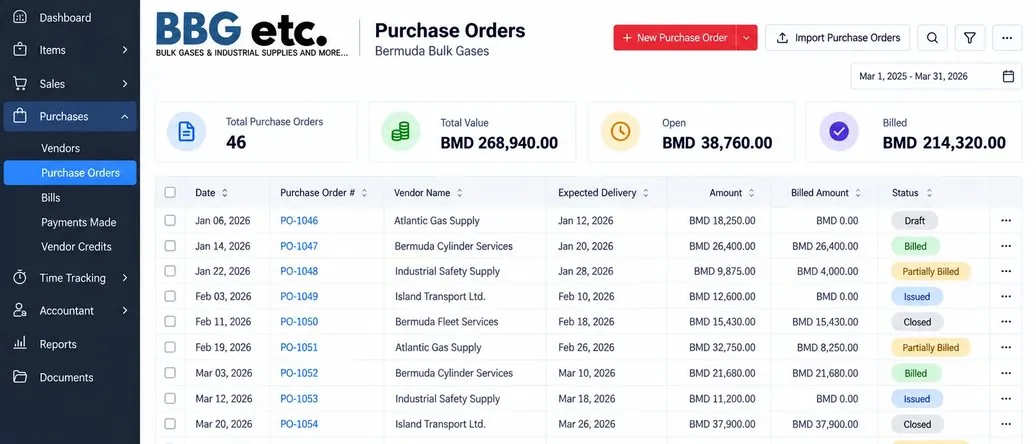 Dashboard
Items
Sales
Purchases
Vendors
Purchase Orders
Bills
Payments Made
Vendor Credits
Time Tracking
Accountant
Reports
Documents
BBG etc.
BULK GASES & INDUSTRIAL SUPPLIES AND MORE...
Purchase Orders
Bermuda Bulk Gases
+ New Purchase Order
Import Purchase Orders
Mar 1, 2025 - Mar 31, 2026
Total Purchase Orders
46
Total Value
BMD 268,940.00
Open
BMD 38,760.00
Billed
BMD 214,320.00
Date Purchase Order # Vendor Name Expected Delivery Amount Billed Amount Status
Jan 06, 2026 PO-1046 Atlantic Gas Supply Jan 12, 2026 BMD 18,250.00 BMD 0.00 Draft
Jan 14, 2026 PO-1047 Bermuda Cylinder Services Jan 20, 2026 BMD 26,400.00 BMD 26,400.00 Billed
Jan 22, 2026 PO-1048 Industrial Safety Supply Jan 28, 2026 BMD 9,875.00 BMD 4,000.00 Partially Billed
Feb 03, 2026 PO-1049 Island Transport Ltd. Feb 10, 2026 BMD 12,600.00 BMD 0.00 Issued
Feb 11, 2026 PO-1050 Bermuda Fleet Services Feb 18, 2026 BMD 15,430.00 BMD 15,430.00 Closed
Feb 19, 2026 PO-1051 Atlantic Gas Supply Feb 26, 2026 BMD 32,750.00 BMD 8,250.00 Partially Billed
Mar 03, 2026 PO-1052 Bermuda Cylinder Services Mar 10, 2026 BMD 21,680.00 BMD 21,680.00 Billed
Mar 12, 2026 PO-1053 Industrial Safety Supply Mar 18, 2026 BMD 11,200.00 BMD 0.00 Issued
Mar 20, 2026 PO-1054 Island Transport Ltd. Mar 26, 2026 BMD 37,900.00 BMD 37,900.00 Closed